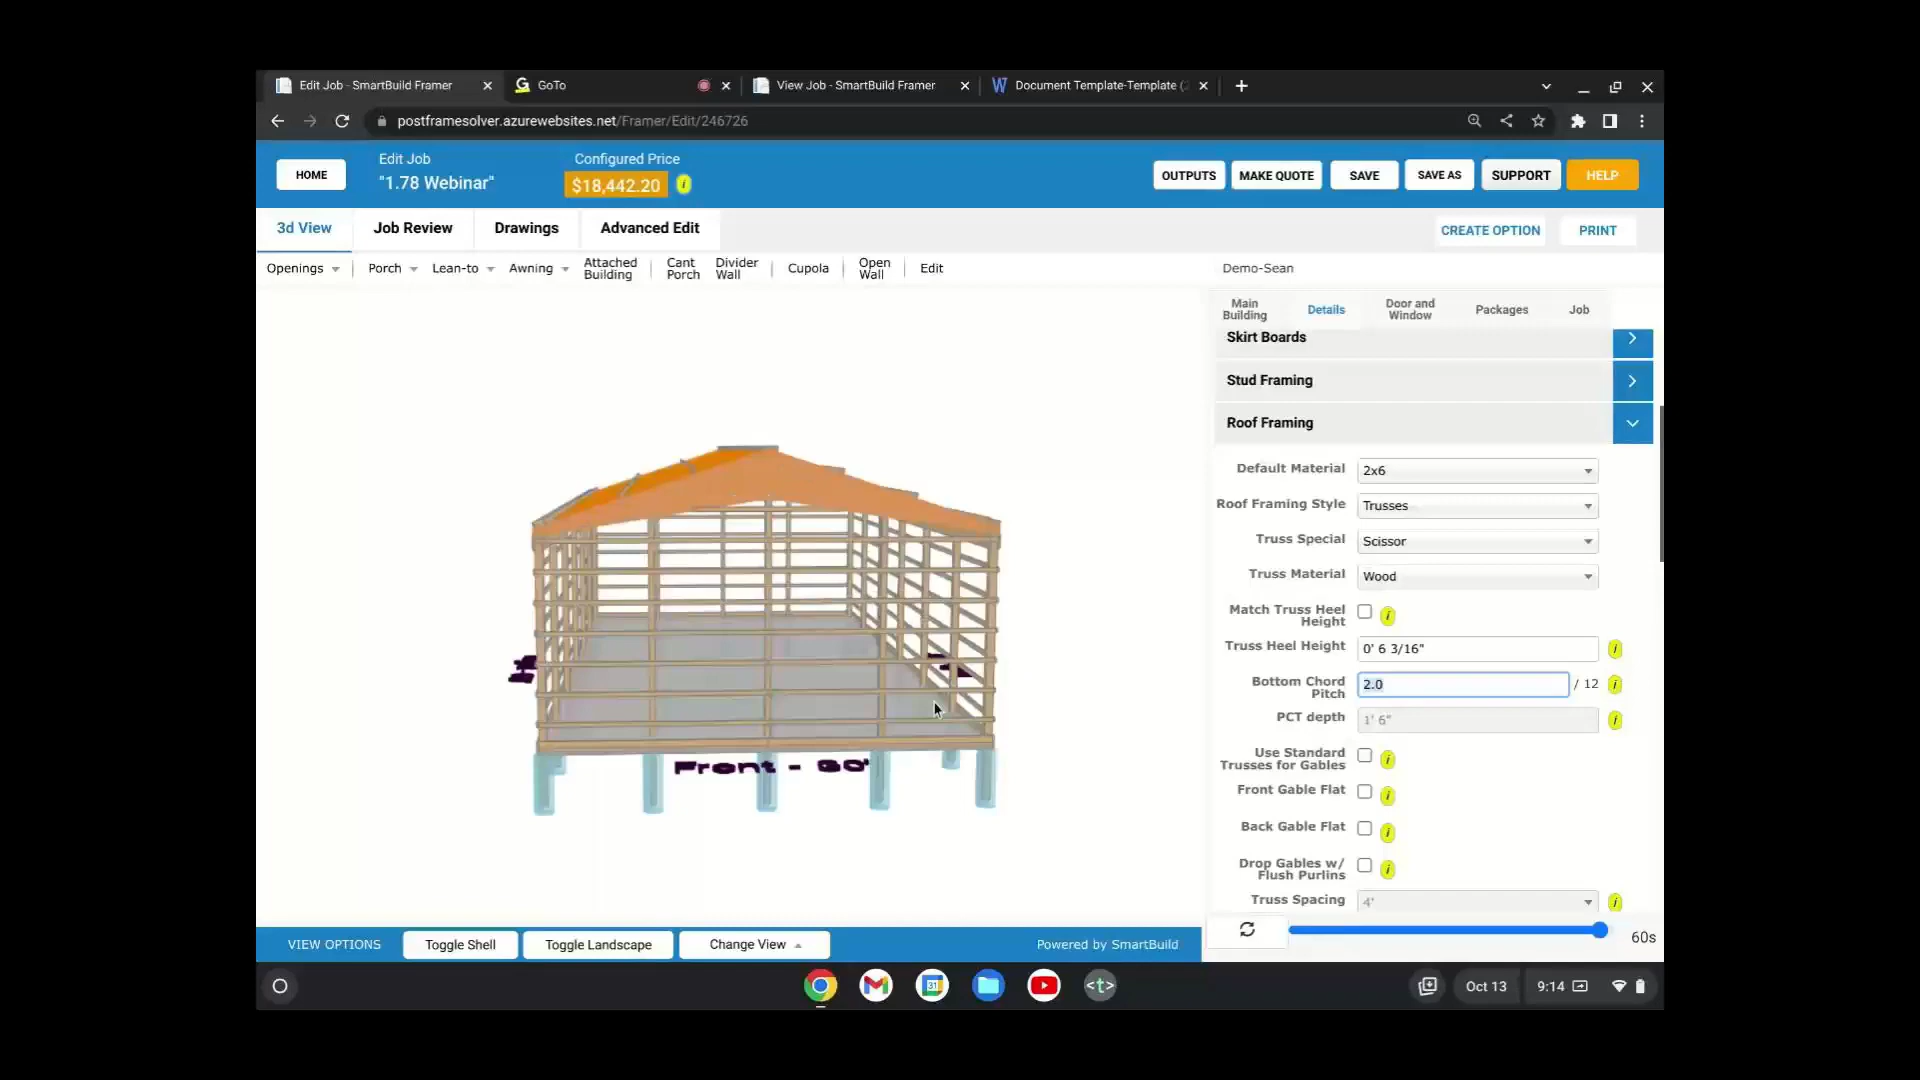 Edit Job - SmartBuild Framer
GoTo
View Job - SmartBuild Framer
Document Template-Template (
postframesolver.azurewebsites.net/Framer/Edit/246726
HOME
Edit Job
"1.78 Webinar"
Configured Price
$18,442.20
OUTPUTS
MAKE QUOTE
SAVE
SAVE AS
SUPPORT
HELP
3d View
Job Review
Drawings
Advanced Edit
CREATE OPTION
PRINT
Openings
Porch
Lean-to
Awning
Attached
Building
Cant
Porch
Divider
Wall
Cupola
Open
Wall
Edit
Demo-Sean
Main
Building
Details
Door and
Window
Packages
Job
Skirt Boards
Stud Framing
Roof Framing
Default Material
2x6
Roof Framing Style
Trusses
Truss Special
Scissor
Truss Material
Wood
Match Truss Heel
Height
Truss Heel Height
0' 6 3/16"
Bottom Chord
Pitch
2.0
/ 12
PCT depth
1' 6"
Use Standard
Trusses for Gables
Front Gable Flat
Back Gable Flat
Drop Gables w/
Flush Purlins
Truss Spacing
4'
60s
Front -
VIEW OPTIONS
Toggle Shell
Toggle Landscape
Change View
Powered by SmartBuild
31
<t>
Oct 13
9:14